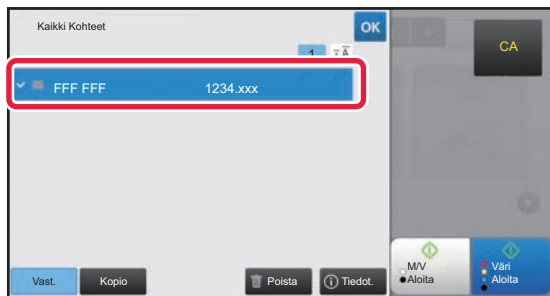 Kaikki Kohteet
OK
CA
1
FFF FFF 1234.xxx
M/V
Aloita
Väri
Aloita
Vast.
Kopio
Poista
Tiedot.